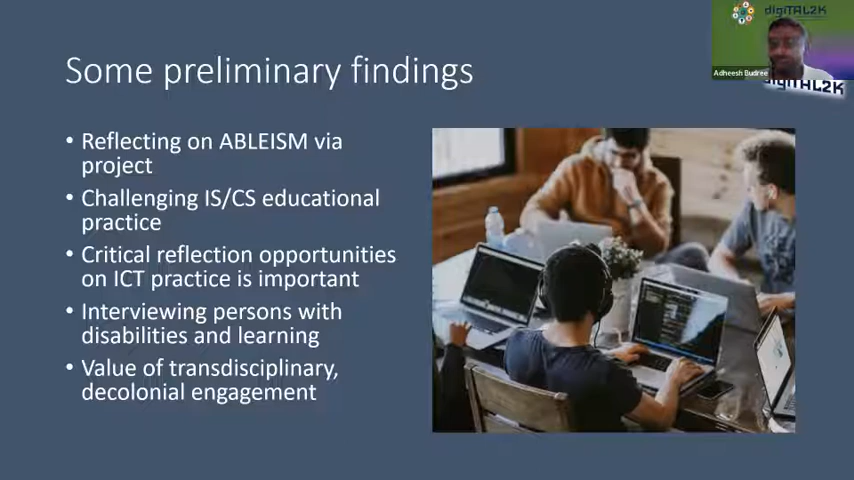 digiTAL2K
Adheesh Budree
digiTAL2K
Some preliminary findings
• Reflecting on ABLEISM via
project
• Challenging IS/CS educational
practice
• Critical reflection opportunities
on ICT practice is important
• Interviewing persons with
disabilities and learning
• Value of transdisciplinary,
decolonial engagement